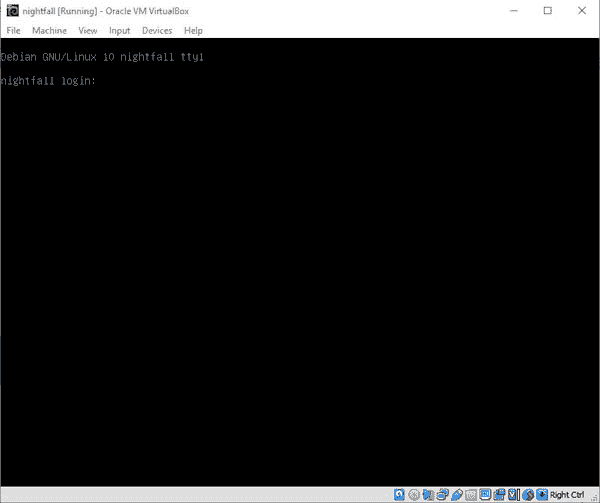 nightfall [Running] - Oracle VM VirtualBox
File Machine View Input Devices Help
Debian GNU/Linux 10 nightfall tty1
nightfall login:
Right Ctrl